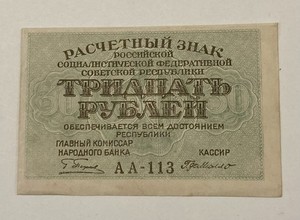 РАСЧЕТНЫЙ ЗНАК
РОССИЙСКОЙ
СОЦИАЛИСТИЧЕСКОЙ ФЕДЕРАТИВНОЙ
СОВЕТСКОЙ РЕСПУБЛИКИ
ТРИДЦАТЬ
РУБЛЕЙ
ОБЕСПЕЧИВАЕТСЯ ВСЕМ ДОСТОЯНИЕМ
РЕСПУБЛИКИ
ГЛАВНЫЙ КОМИССАР
НАРОДНОГО БАНКА КАССИР
АА-113